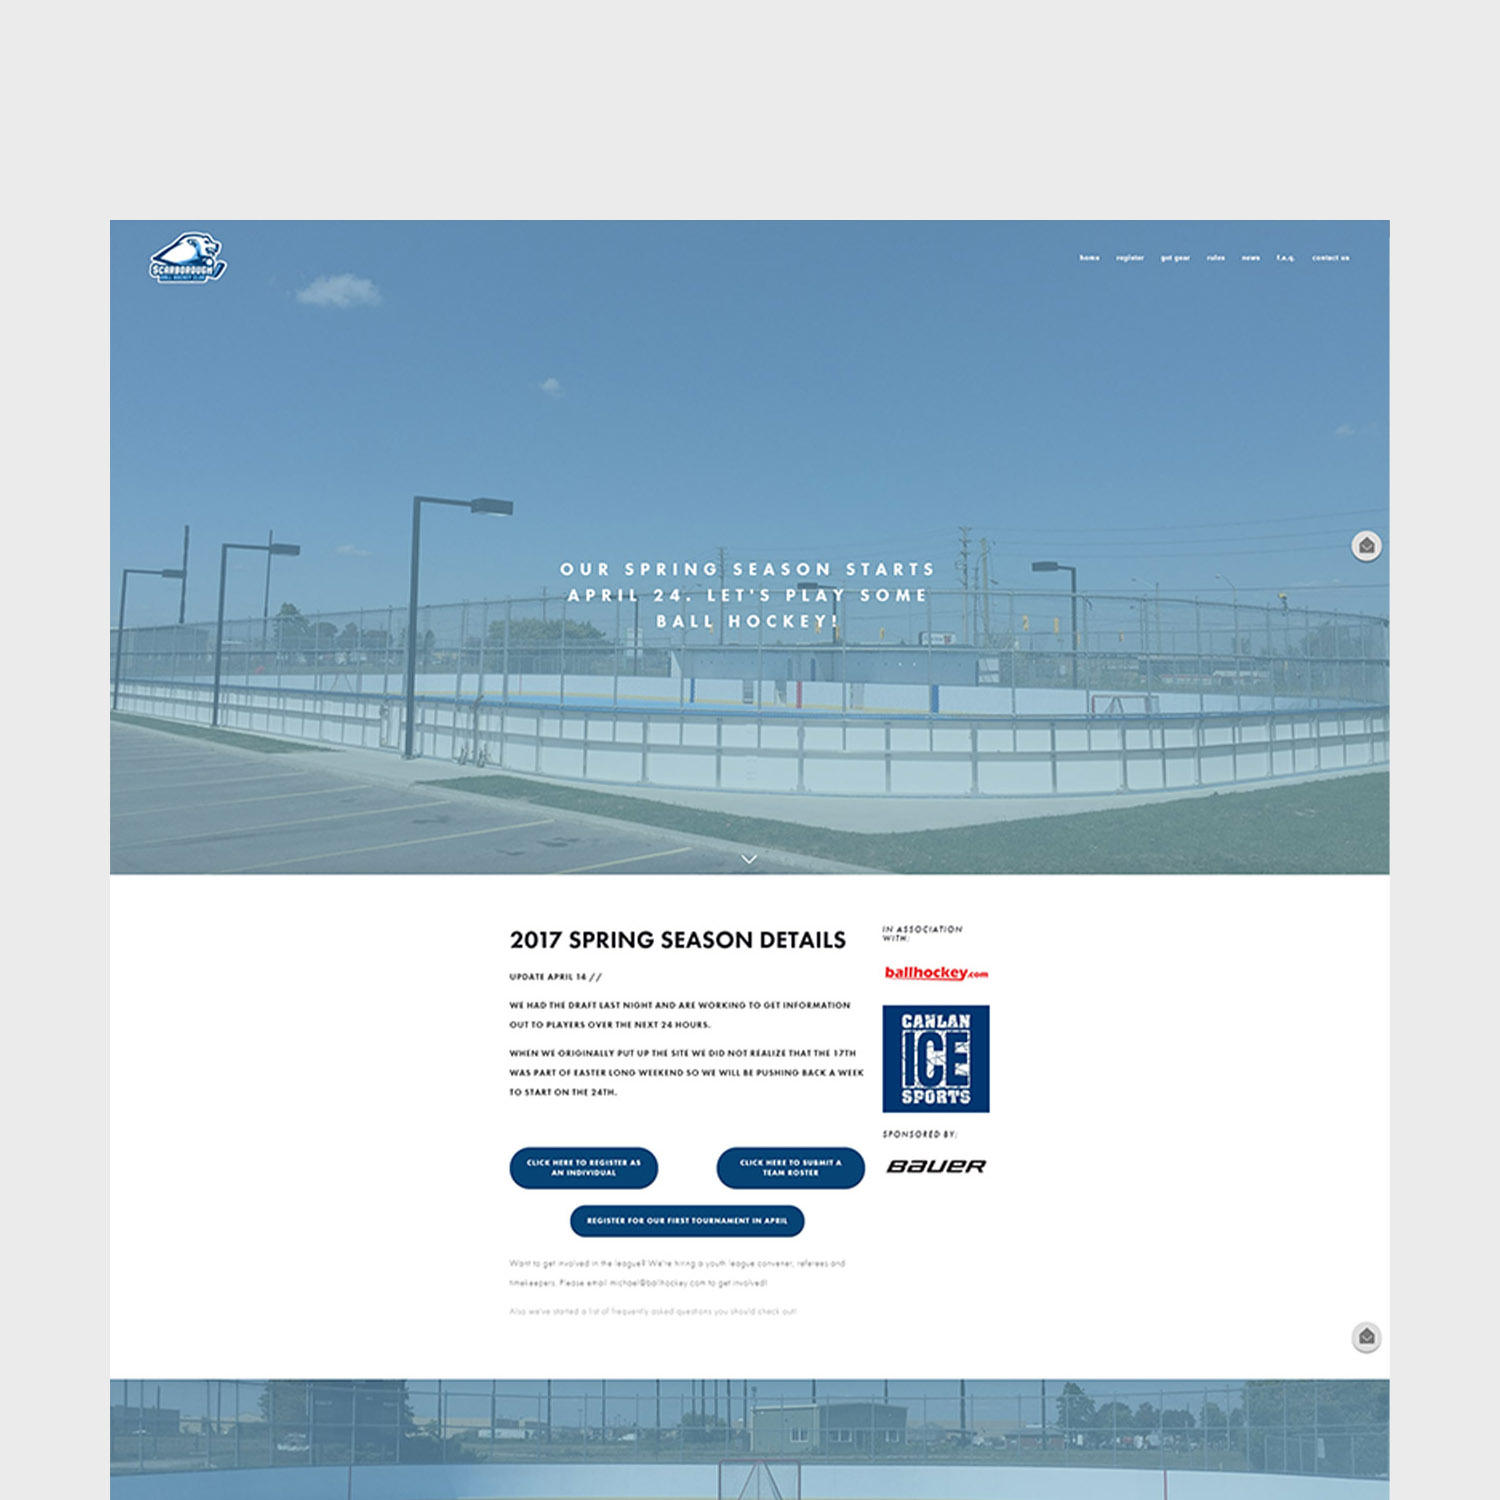 SCARBOROUGH
BALL HOCKEY CLUB
home register get gear rules news f.a.q. contact us
OUR SPRING SEASON STARTS
APRIL 24. LET'S PLAY SOME
BALL HOCKEY!
2017 SPRING SEASON DETAILS
UPDATE APRIL 14 //
WE HAD THE DRAFT LAST NIGHT AND ARE WORKING TO GET INFORMATION
OUT TO PLAYERS OVER THE NEXT 24 HOURS.
WHEN WE ORIGINALLY PUT UP THE SITE WE DID NOT REALIZE THAT THE 17TH
WAS PART OF EASTER LONG WEEKEND SO WE WILL BE PUSHING BACK A WEEK
TO START ON THE 24TH.
CLICK HERE TO REGISTER AS
AN INDIVIDUAL
CLICK HERE TO SUBMIT A
TEAM ROSTER
REGISTER FOR OUR FIRST TOURNAMENT IN APRIL
Want to get involved in the league? We're hiring a youth league convener, referees and
timekeepers. Please email michael@ballhockey.com to get involved!
Also we've started a list of frequently asked questions you should check out!
IN ASSOCIATION
WITH:
ballhockey.com
CANLAN
ICE
SPORTS
SPONSORED BY:
BAUER